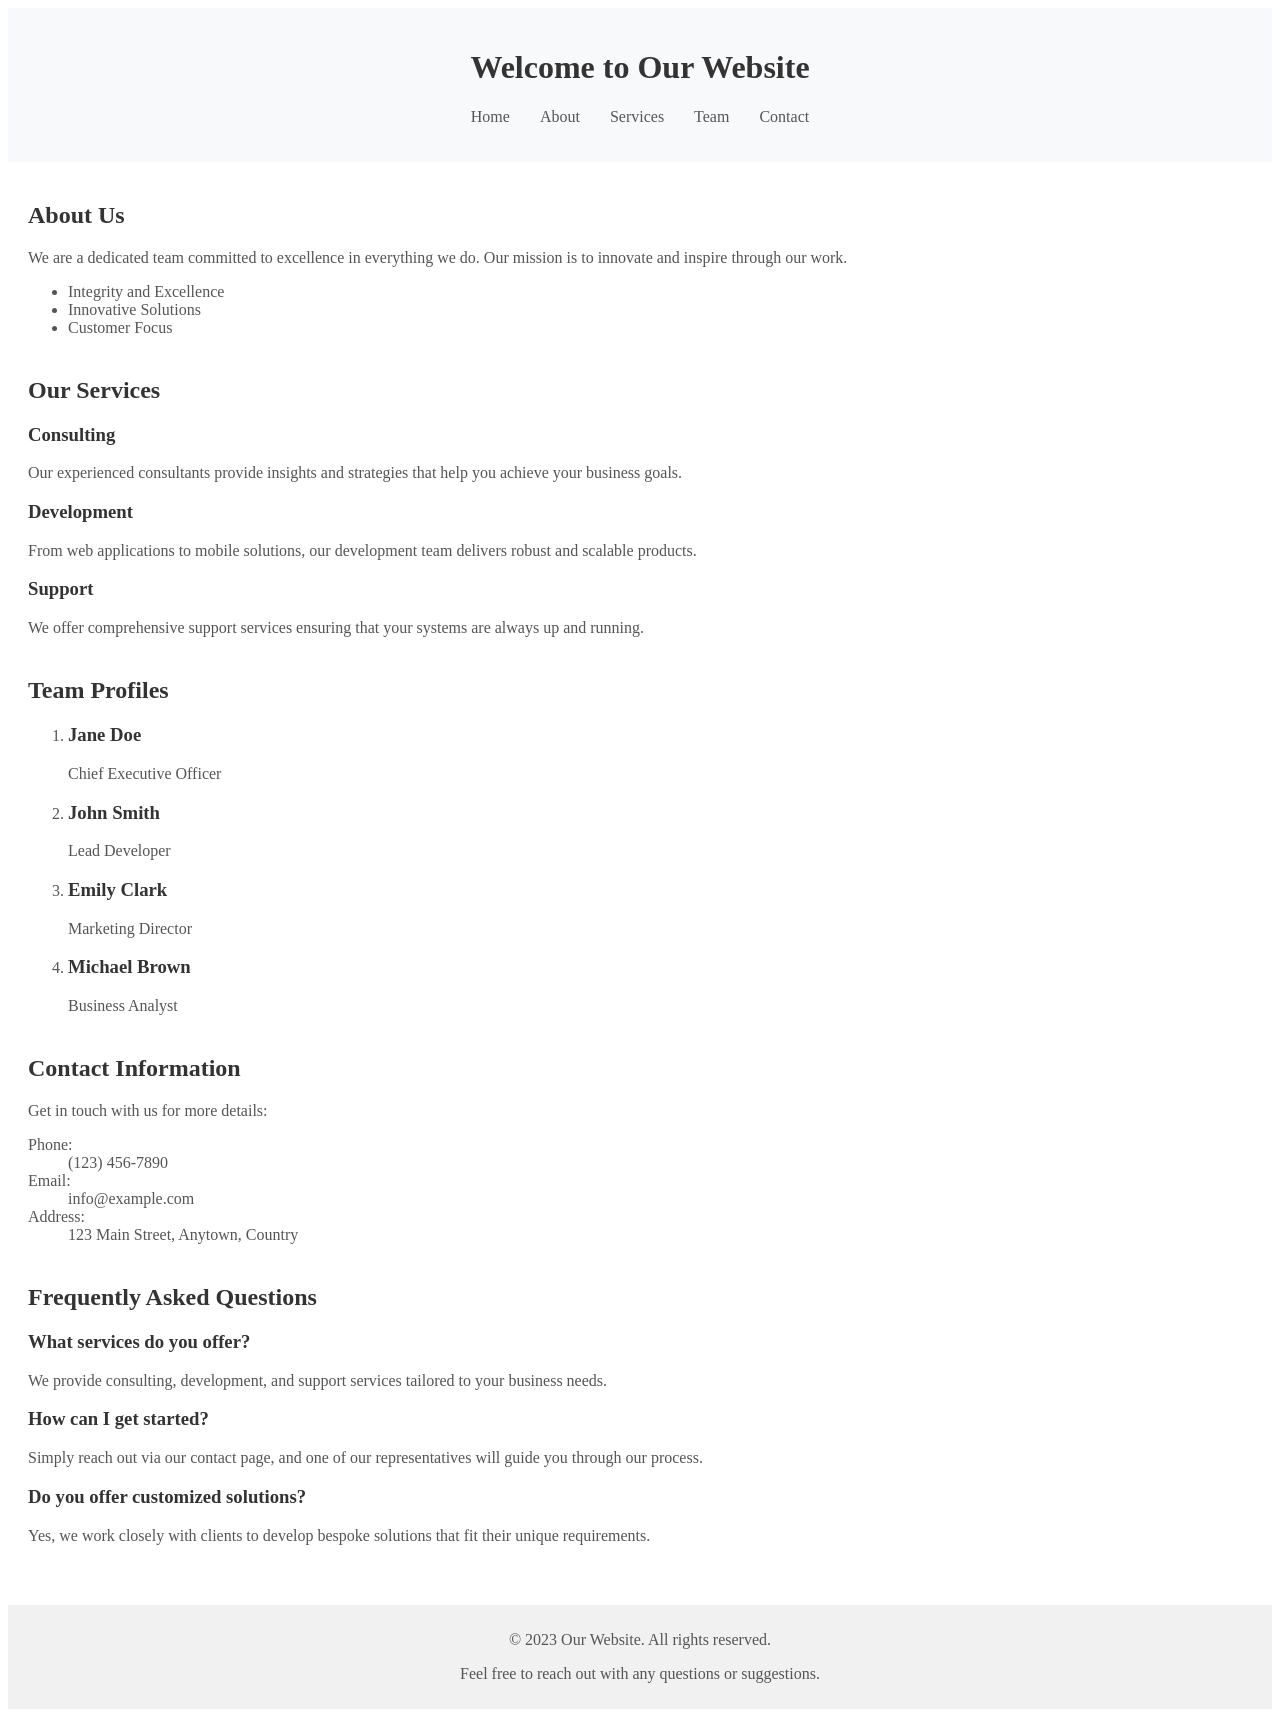 Welcome to Our Website
Home About Services Team Contact
About Us
We are a dedicated team committed to excellence in everything we do. Our mission is to innovate and inspire through our work.
• Integrity and Excellence
• Innovative Solutions
• Customer Focus
Our Services
Consulting
Our experienced consultants provide insights and strategies that help you achieve your business goals.
Development
From web applications to mobile solutions, our development team delivers robust and scalable products.
Support
We offer comprehensive support services ensuring that your systems are always up and running.
Team Profiles
1. Jane Doe
Chief Executive Officer
2. John Smith
Lead Developer
3. Emily Clark
Marketing Director
4. Michael Brown
Business Analyst
Contact Information
Get in touch with us for more details:
Phone:
(123) 456-7890
Email:
info@example.com
Address:
123 Main Street, Anytown, Country
Frequently Asked Questions
What services do you offer?
We provide consulting, development, and support services tailored to your business needs.
How can I get started?
Simply reach out via our contact page, and one of our representatives will guide you through our process.
Do you offer customized solutions?
Yes, we work closely with clients to develop bespoke solutions that fit their unique requirements.
© 2023 Our Website. All rights reserved.
Feel free to reach out with any questions or suggestions.